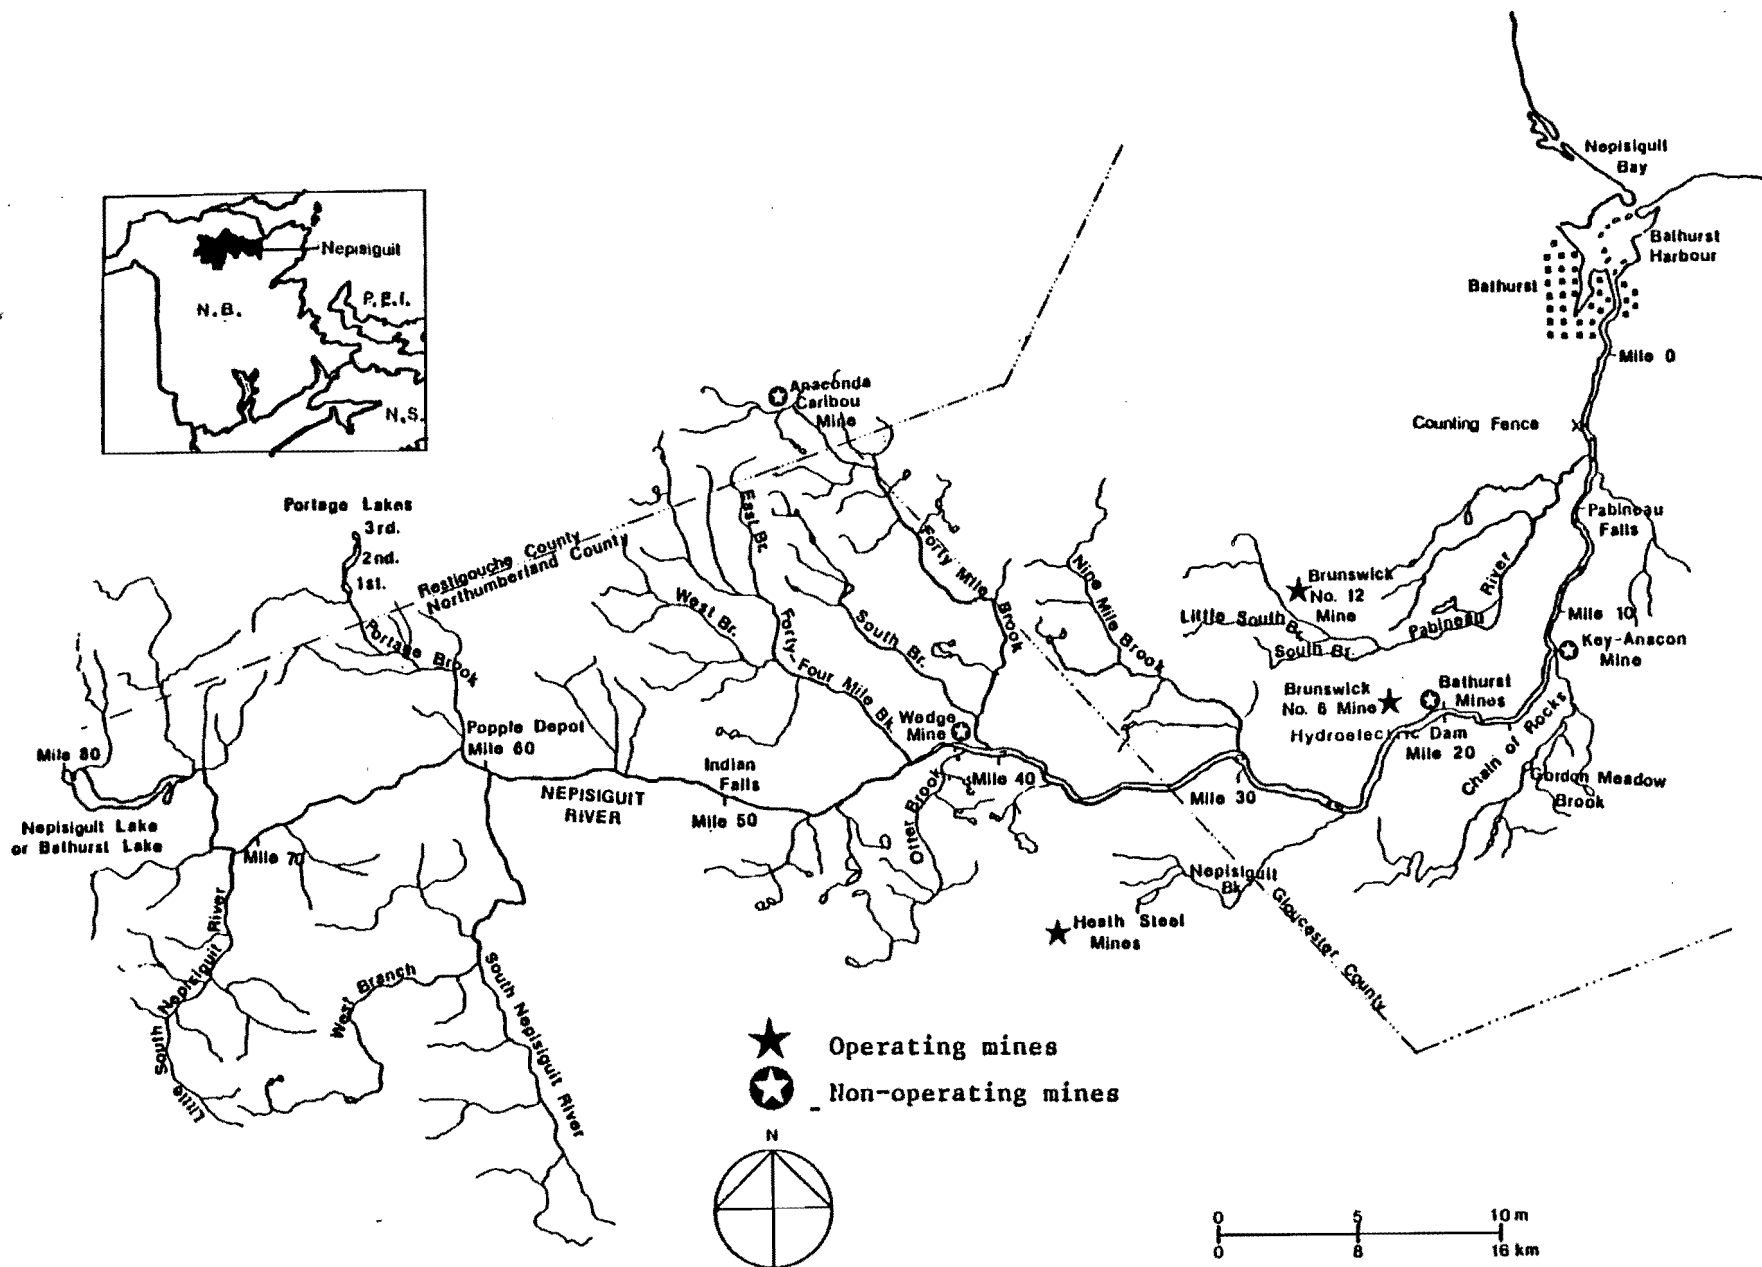 Nepisiguit
Bay
Bathurst
Harbour
Bathurst
Mile 0
Counting Fence
Pabineau
Falls
Mile 10
Key-Anacon
Mine
Brunswick
No. 12
Mine
Pabineau River
Little South Br.
South Br.
Brunswick
No. 6 Mine
Bathurst
Mines
Hydroelectric Dam
Mile 20
Chain of Rocks
Gordon Meadow
Brook
Nepisiguit
P.E.I.
N.B.
N.S.
Anaconda
Caribou
Mine
Portage Lakes
3rd.
2nd.
1st.
Restigouche County
Northumberland County
Portage Brook
East Br.
West Br.
Forty-Four Mile Bk.
South Br.
Forty Mile Brook
Nine Mile Brook
Wedge
Mine
Popple Depot
Mile 60
Mile 80
Nepisiguit Lake
or Bathurst Lake
Mile 70
NEPISIGUIT
RIVER
Indian
Falls
Mile 50
Otter Brook
Mile 40
Mile 30
Nepisiguit
Bk.
Gloucester County
Heath Steel
Mines
Little South Nepisiguit River
West Branch
South Nepisiguit River
Operating mines
Non-operating mines
N
0 5 10 m
0 8 16 km